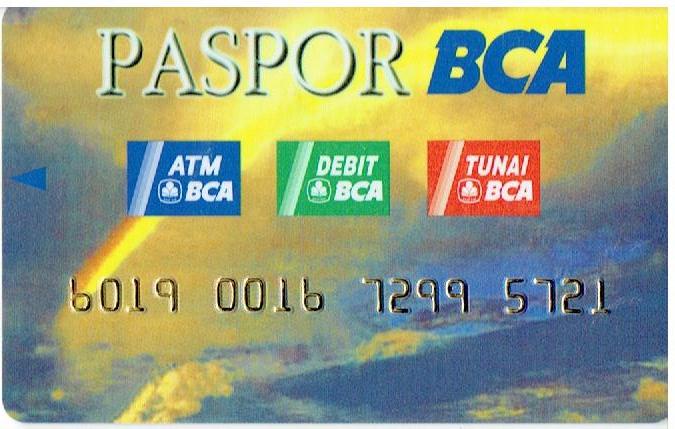 PASPOR BCA
ATM BCA
DEBIT BCA
TUNAI BCA
6019 0016 7299 5721